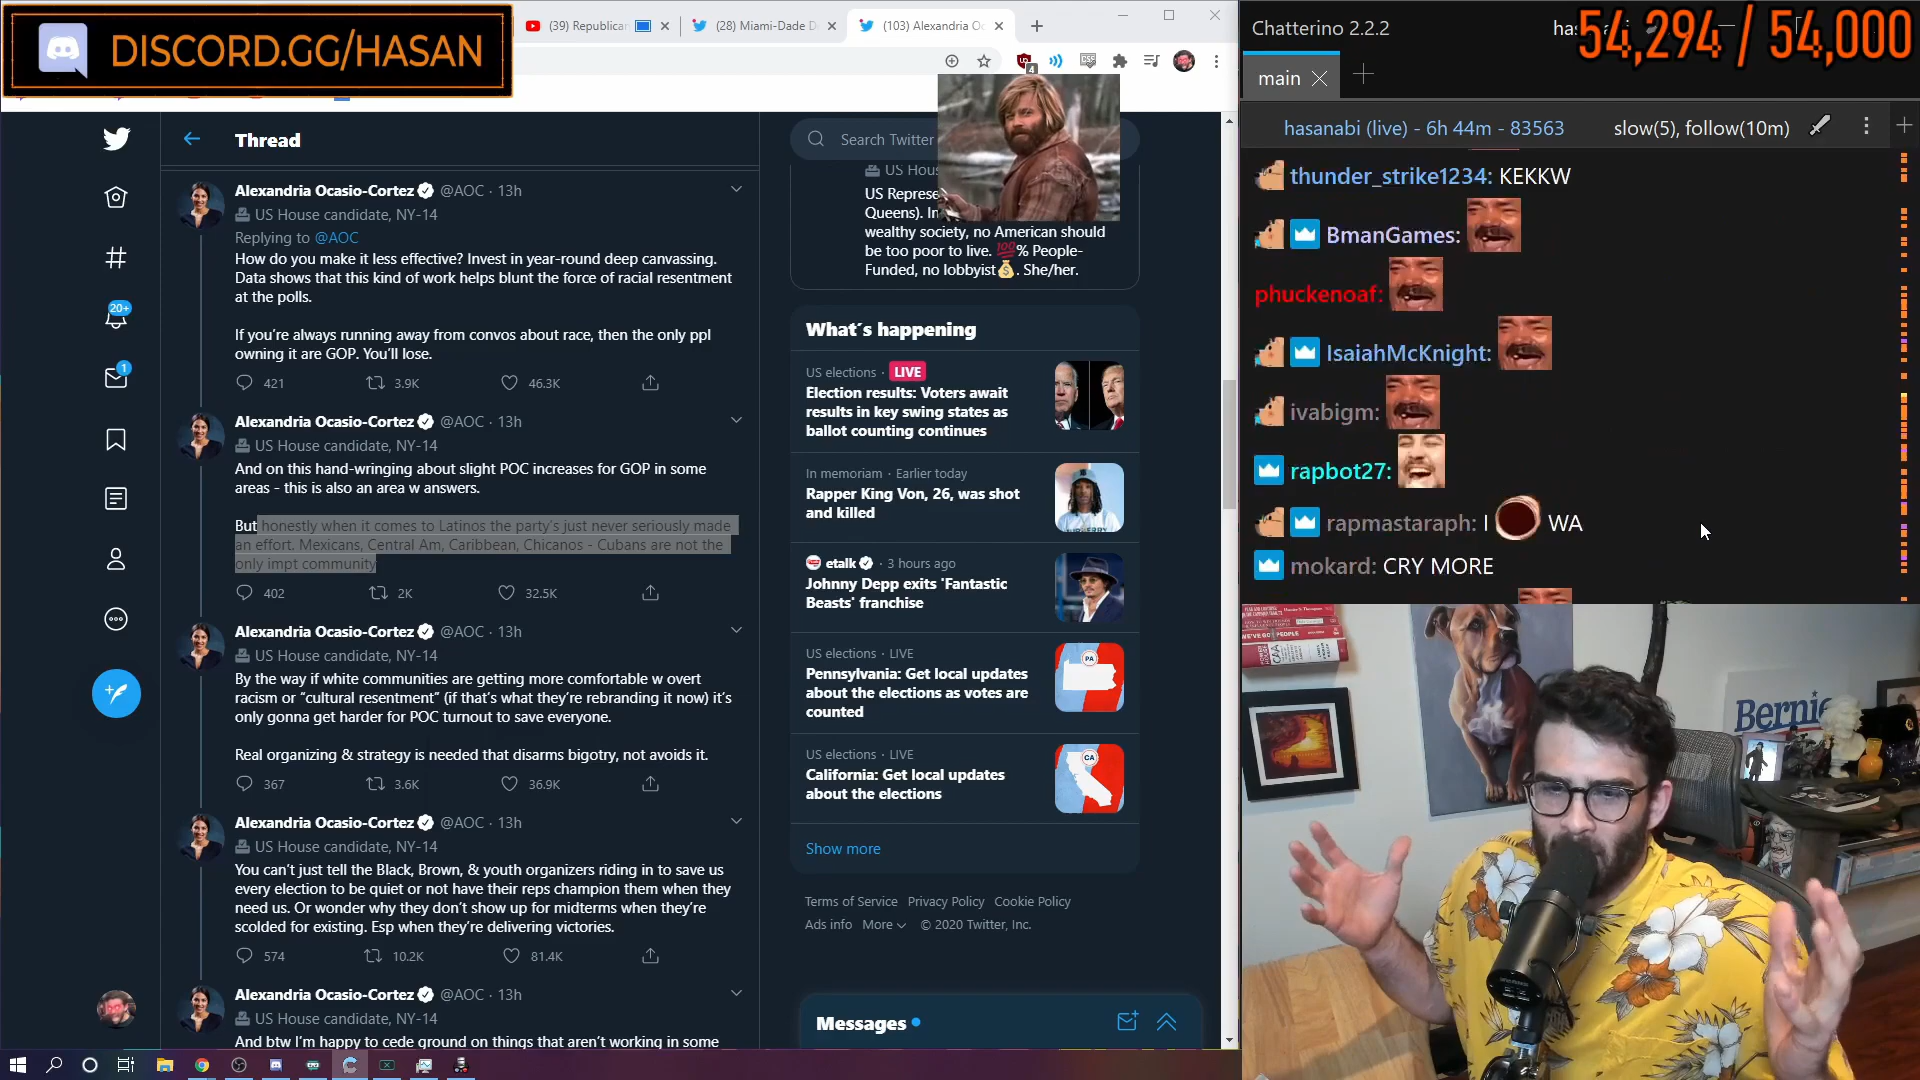 DISCORD.GG/HASAN
(39) Republican
(28) Miami-Dade D
(103) Alexandria Oc
4
Thread
Search Twitter
20+
1
Alexandria Ocasio-Cortez @AOC · 13h
US House candidate, NY-14
Replying to @AOC
How do you make it less effective? Invest in year-round deep canvassing.
Data shows that this kind of work helps blunt the force of racial resentment
at the polls.
If you're always running away from convos about race, then the only ppl
owning it are GOP. You'll lose.
421 3.9K 46.3K
Alexandria Ocasio-Cortez @AOC · 13h
US House candidate, NY-14
And on this hand-wringing about slight POC increases for GOP in some
areas - this is also an area w answers.
But honestly when it comes to Latinos the party's just never seriously made
an effort. Mexicans, Central Am, Caribbean, Chicanos - Cubans are not the
only impt community
402 2K 32.5K
Alexandria Ocasio-Cortez @AOC · 13h
US House candidate, NY-14
By the way if white communities are getting more comfortable w overt
racism or “cultural resentment” (if that's what they're rebranding it now) it's
only gonna get harder for POC turnout to save everyone.
Real organizing & strategy is needed that disarms bigotry, not avoids it.
367 3.6K 36.9K
Alexandria Ocasio-Cortez @AOC · 13h
US House candidate, NY-14
You can't just tell the Black, Brown, & youth organizers riding in to save us
every election to be quiet or not have their reps champion them when they
need us. Or wonder why they don't show up for midterms when they're
scolded for existing. Esp when they're delivering victories.
574 10.2K 81.4K
Alexandria Ocasio-Cortez @AOC · 13h
US House candidate, NY-14
And btw I'm happy to cede ground on things that aren't working in some
US Hous
US Represe
Queens). In
wealthy society, no American should
be too poor to live. 💯% People-
Funded, no lobbyist💰. She/her.
What's happening
US elections · LIVE
Election results: Voters await
results in key swing states as
ballot counting continues
In memoriam · Earlier today
Rapper King Von, 26, was shot
and killed
etalk · 3 hours ago
Johnny Depp exits 'Fantastic
Beasts' franchise
US elections · LIVE
Pennsylvania: Get local updates
about the elections as votes are
counted
PA
US elections · LIVE
California: Get local updates
about the elections
CA
Show more
Terms of Service Privacy Policy Cookie Policy
Ads info More © 2020 Twitter, Inc.
Messages
Chatterino 2.2.2
has
54,294 / 54,000
main
hasanabi (live) - 6h 44m - 83563 slow(5), follow(10m)
thunder_strike1234: KEKKW
BmanGames:
phuckenoaf:
IsaiahMcKnight:
ivabigm:
rapbot27:
rapmastaraph: I WA
mokard: CRY MORE
WE'VE GOT PEOPLE
Bernie